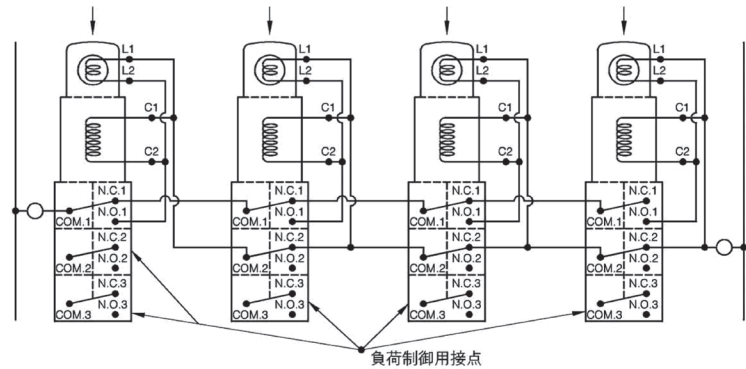 L1
L2
C1
C2
N.C.1
COM.1
N.O.1
N.C.2
COM.2
N.O.2
N.C.3
COM.3
N.O.3
L1
L2
C1
C2
N.C.1
COM.1
N.O.1
N.C.2
COM.2
N.O.2
N.C.3
COM.3
N.O.3
L1
L2
C1
C2
N.C.1
COM.1
N.O.1
N.C.2
COM.2
N.O.2
N.C.3
COM.3
N.O.3
L1
L2
C1
C2
N.C.1
COM.1
N.O.1
N.C.2
COM.2
N.O.2
N.C.3
COM.3
N.O.3
負荷制御用接点